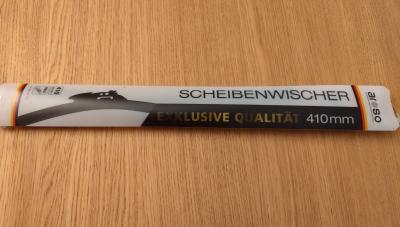 SCHEIBENWISCHER
EXKLUSIVE QUALITÄT 410mm